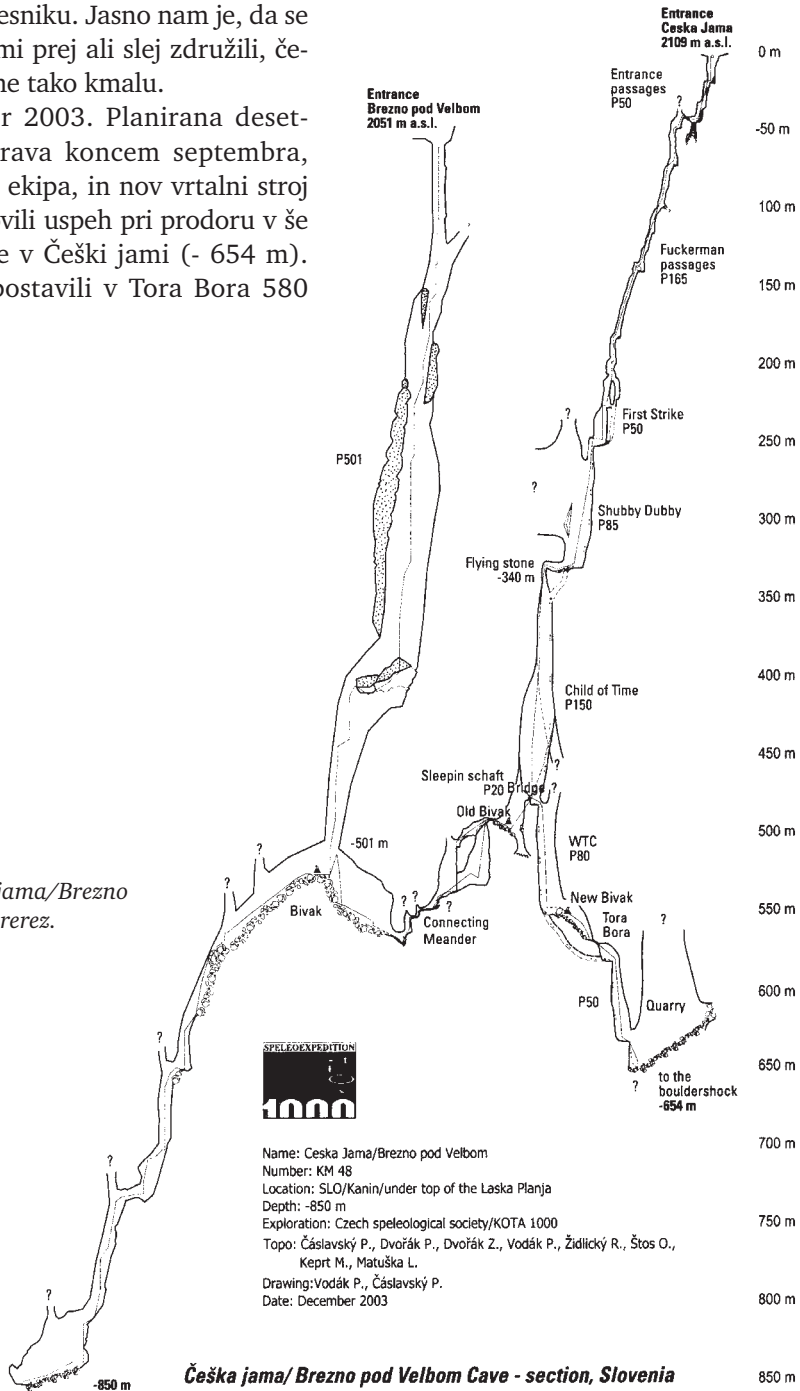 esniku. Jasno nam je, da se
mi prej ali slej združili, če-
ne tako kmalu.
r 2003. Planirana deset-
rava koncem septembra,
ekipa, in nov vrtalni stroj
vili uspeh pri prodoru v še
e v Češki jami (- 654 m).
postavili v Tora Bora 580
jama/Brezno
rerez.
Entrance
Ceska Jama
2109 m a.s.l.
0 m
Entrance
passages
P50
?
-50 m
Entrance
Brezno pod Velbom
2051 m a.s.l.
100 m
Fuckerman
passages
P165
150 m
200 m
First Strike
P50
?
250 m
P501
?
Shubby Dubby
P85
300 m
Flying stone
-340 m
350 m
400 m
Child of Time
P150
450 m
?
Sleepin schaft
P20
Bridge
?
Old Bivak
500 m
-501 m
WTC
P80
?
?
Bivak
? ?
?
Connecting
Meander
New Bivak
Tora
Bora
?
550 m
P50
Quarry
600 m
?
650 m
?
to the
bouldershock
-654 m
SPELEOEXPEDITION
1000
700 m
?
Name: Ceska Jama/Brezno pod Velbom
Number: KM 48
Location: SLO/Kanin/under top of the Laska Planja
Depth: -850 m
Exploration: Czech speleological society/KOTA 1000
Topo: Čáslavský P., Dvořák P., Dvořák Z., Vodák P., Židlický R., Štos O.,
Keprt M., Matuška L.
Drawing:Vodák P., Čáslavský P.
Date: December 2003
750 m
?
800 m
-850 m
Češka jama/ Brezno pod Velbom Cave - section, Slovenia
850 m